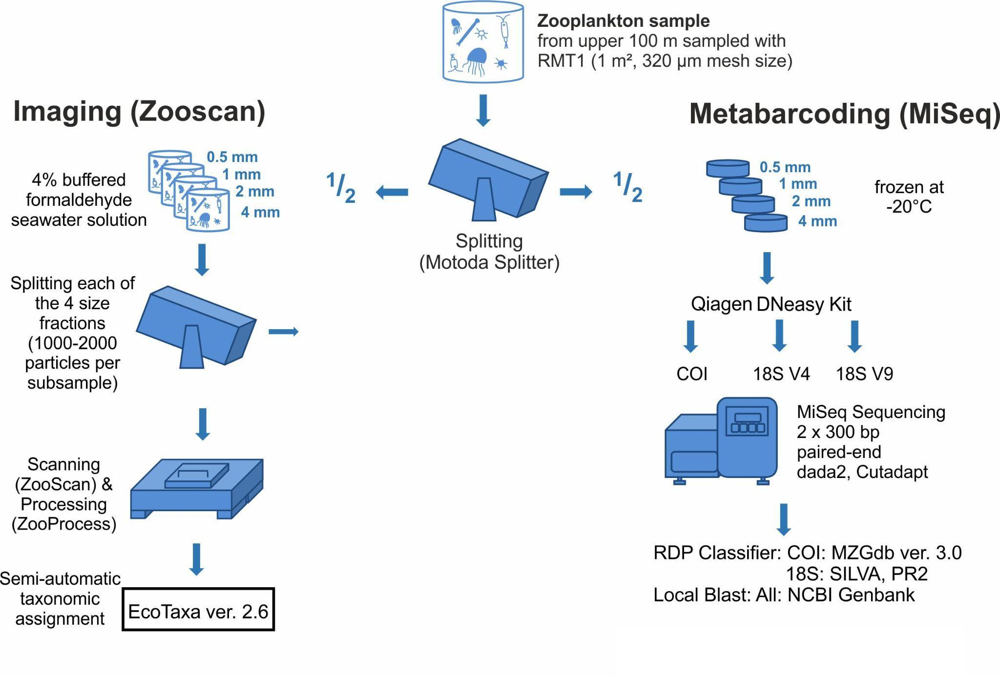 Zooplankton sample
from upper 100 m sampled with
RMT1 (1 m², 320 µm mesh size)
Imaging (Zooscan)
Metabarcoding (MiSeq)
4% buffered
formaldehyde
seawater solution
0.5 mm
1 mm
2 mm
4 mm
1/2
Splitting
(Motoda Splitter)
1/2
0.5 mm
1 mm
2 mm
4 mm
frozen at
-20°C
Splitting each of
the 4 size
fractions
(1000-2000
particles per
subsample)
Qiagen DNeasy Kit
COI 18S V4 18S V9
MiSeq Sequencing
2 x 300 bp
paired-end
dada2, Cutadapt
Scanning
(ZooScan) &
Processing
(ZooProcess)
RDP Classifier: COI: MZGdb ver. 3.0
18S: SILVA, PR2
Local Blast: All: NCBI Genbank
Semi-automatic
taxonomic
assignment
EcoTaxa ver. 2.6